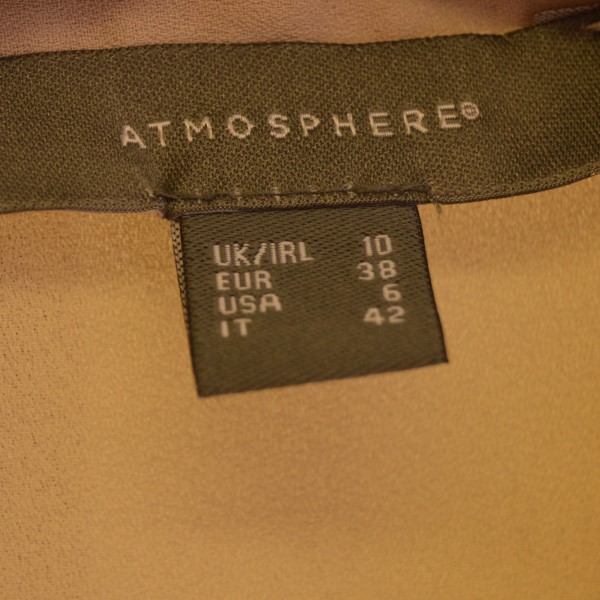 ATMOSPHERE®
UK/IRL 10
EUR 38
USA 6
IT 42